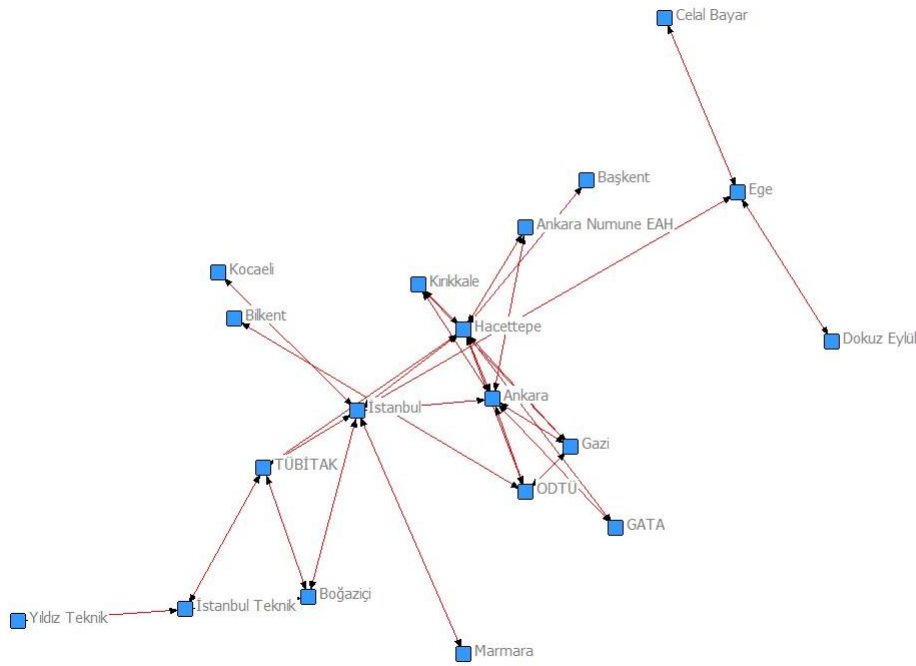 Celal Bayar
Başkent
Ege
Ankara Numune EAH
Kocaeli
Kırıkkale
Bilkent
Hacettepe
Dokuz Eylül
Ankara
İstanbul
Gazi
TÜBİTAK
ODTÜ
GATA
Boğaziçi
İstanbul Teknik
Yıldız Teknik
Marmara